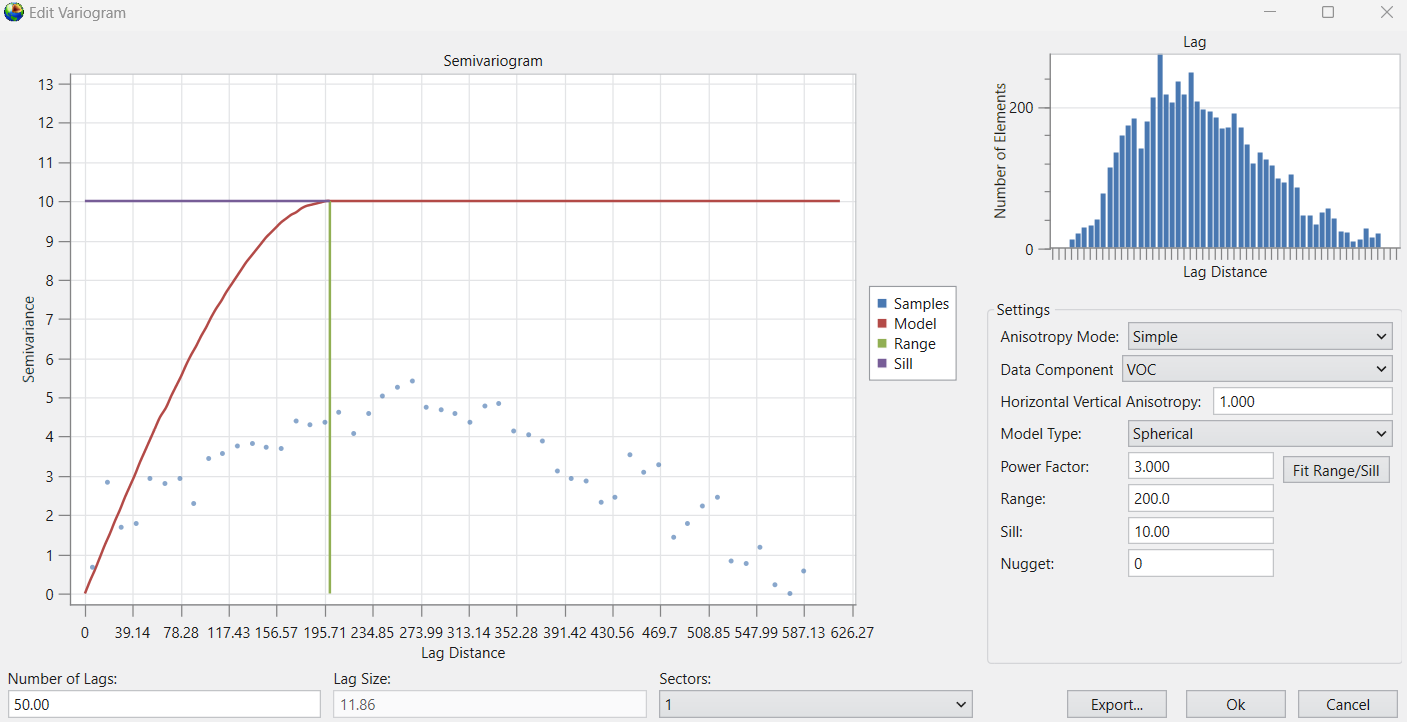 Edit Variogram
Semivariogram
13
12
11
10
9
8
7
6
5
4
3
2
1
0
Semivariance
0 39.14 78.28 117.43 156.57 195.71 234.85 273.99 313.14 352.28 391.42 430.56 469.7 508.85 547.99 587.13 626.27
Lag Distance
Samples
Model
Range
Sill
Lag
200
0
Number of Elements
Lag Distance
Settings
Anisotropy Mode: Simple
Data Component VOC
Horizontal Vertical Anisotropy: 1.000
Model Type: Spherical
Power Factor: 3.000 Fit Range/Sill
Range: 200.0
Sill: 10.00
Nugget: 0
Number of Lags: Lag Size: Sectors:
50.00 11.86 1
Export... Ok Cancel